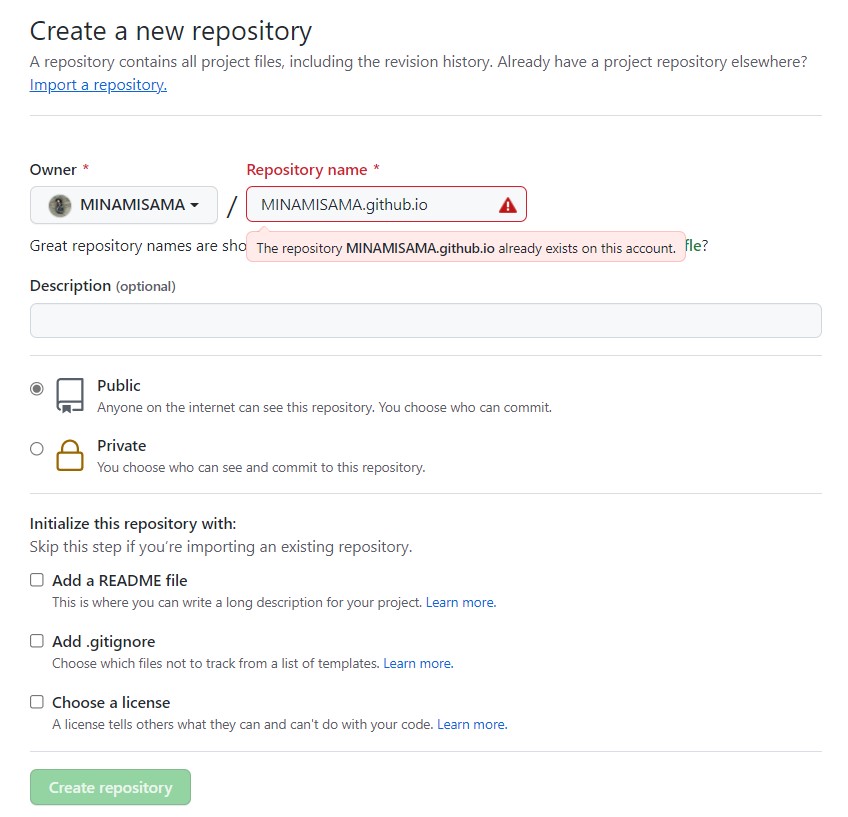 Create a new repository
A repository contains all project files, including the revision history. Already have a project repository elsewhere?
Import a repository.
Owner *
Repository name *
MINAMISAMA
/
MINAMISAMA.github.io
Great repository names are sho
The repository MINAMISAMA.github.io already exists on this account.
fle?
Description (optional)
Public
Anyone on the internet can see this repository. You choose who can commit.
Private
You choose who can see and commit to this repository.
Initialize this repository with:
Skip this step if you're importing an existing repository.
Add a README file
This is where you can write a long description for your project. Learn more.
Add .gitignore
Choose which files not to track from a list of templates. Learn more.
Choose a license
A license tells others what they can and can't do with your code. Learn more.
Create repository